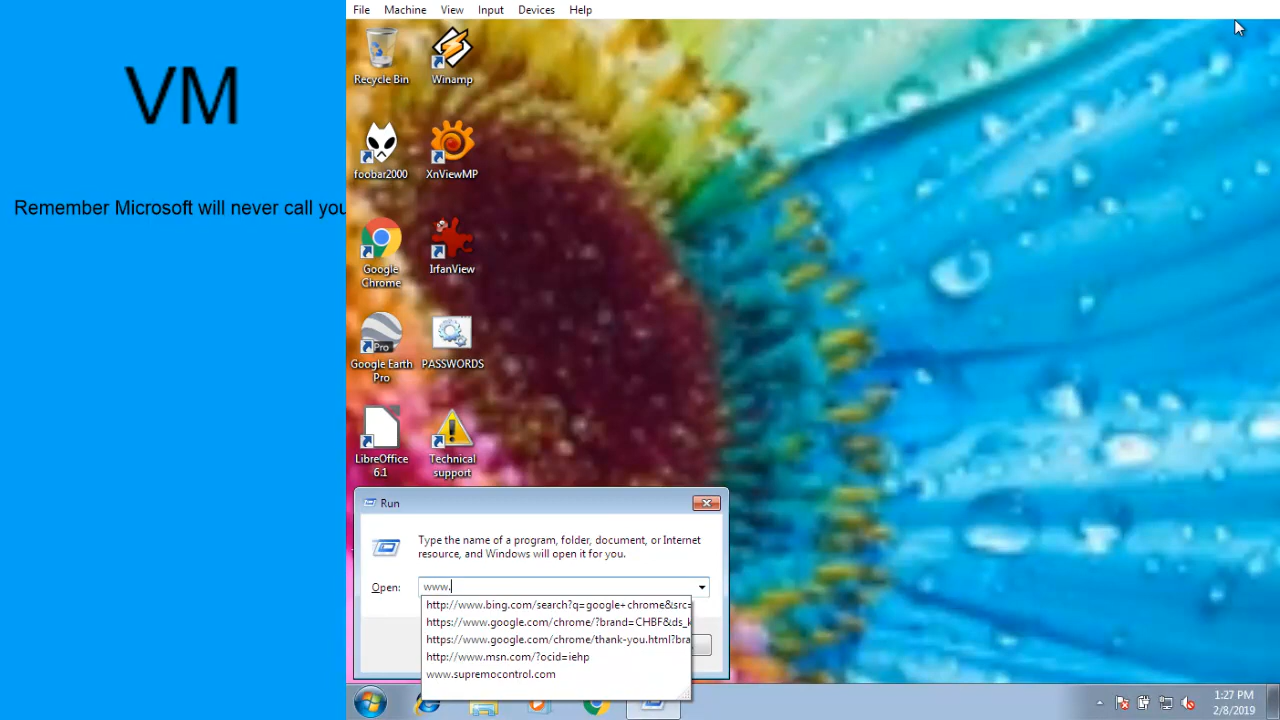 File Machine View Input Devices Help
VM
Remember Microsoft will never call you
Recycle Bin
Winamp
foobar2000
XnViewMP
Google
Chrome
IrfanView
Pro
Google Earth
Pro
PASSWORDS
LibreOffice
6.1
Technical
support
Run
Type the name of a program, folder, document, or Internet
resource, and Windows will open it for you.
Open:
www.
http://www.bing.com/search?q=google+chrome&src=
https://www.google.com/chrome/?brand=CHBF&ds_k
https://www.google.com/chrome/thank-you.html?bra
http://www.msn.com/?ocid=iehp
www.supremocontrol.com
1:27 PM
2/8/2019